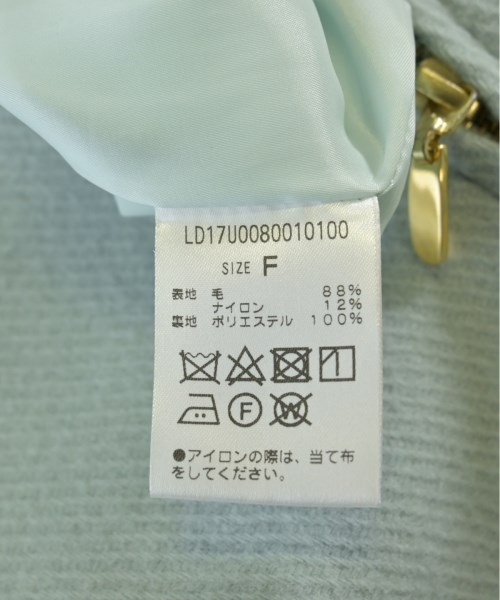 LD17U0080010100
SIZE F
表地 毛 88%
ナイロン 12%
裏地 ポリエステル 100%
F W
●アイロンの際は、当て布
をしてください。